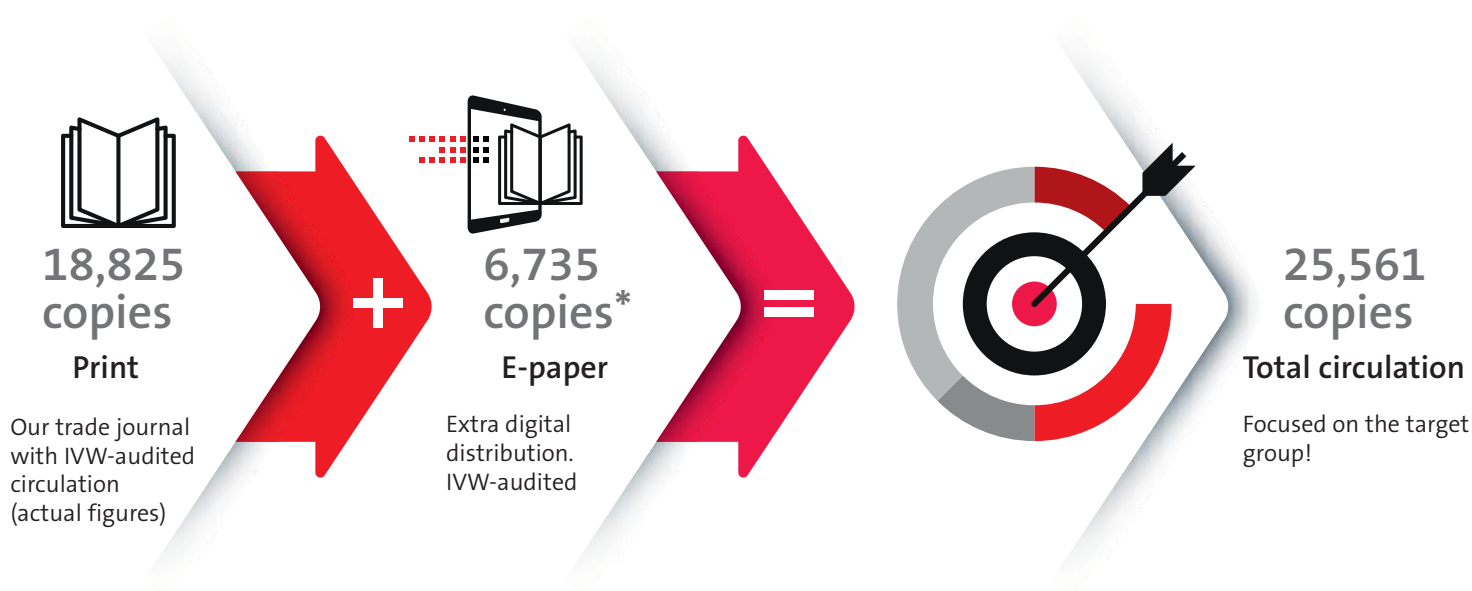 18,825
copies
Print
Our trade journal
with IVW-audited
circulation
(actual figures)
+
6,735
copies*
E-paper
Extra digital
distribution.
IVW-audited
=
25,561
copies
Total circulation
Focused on the target
group!